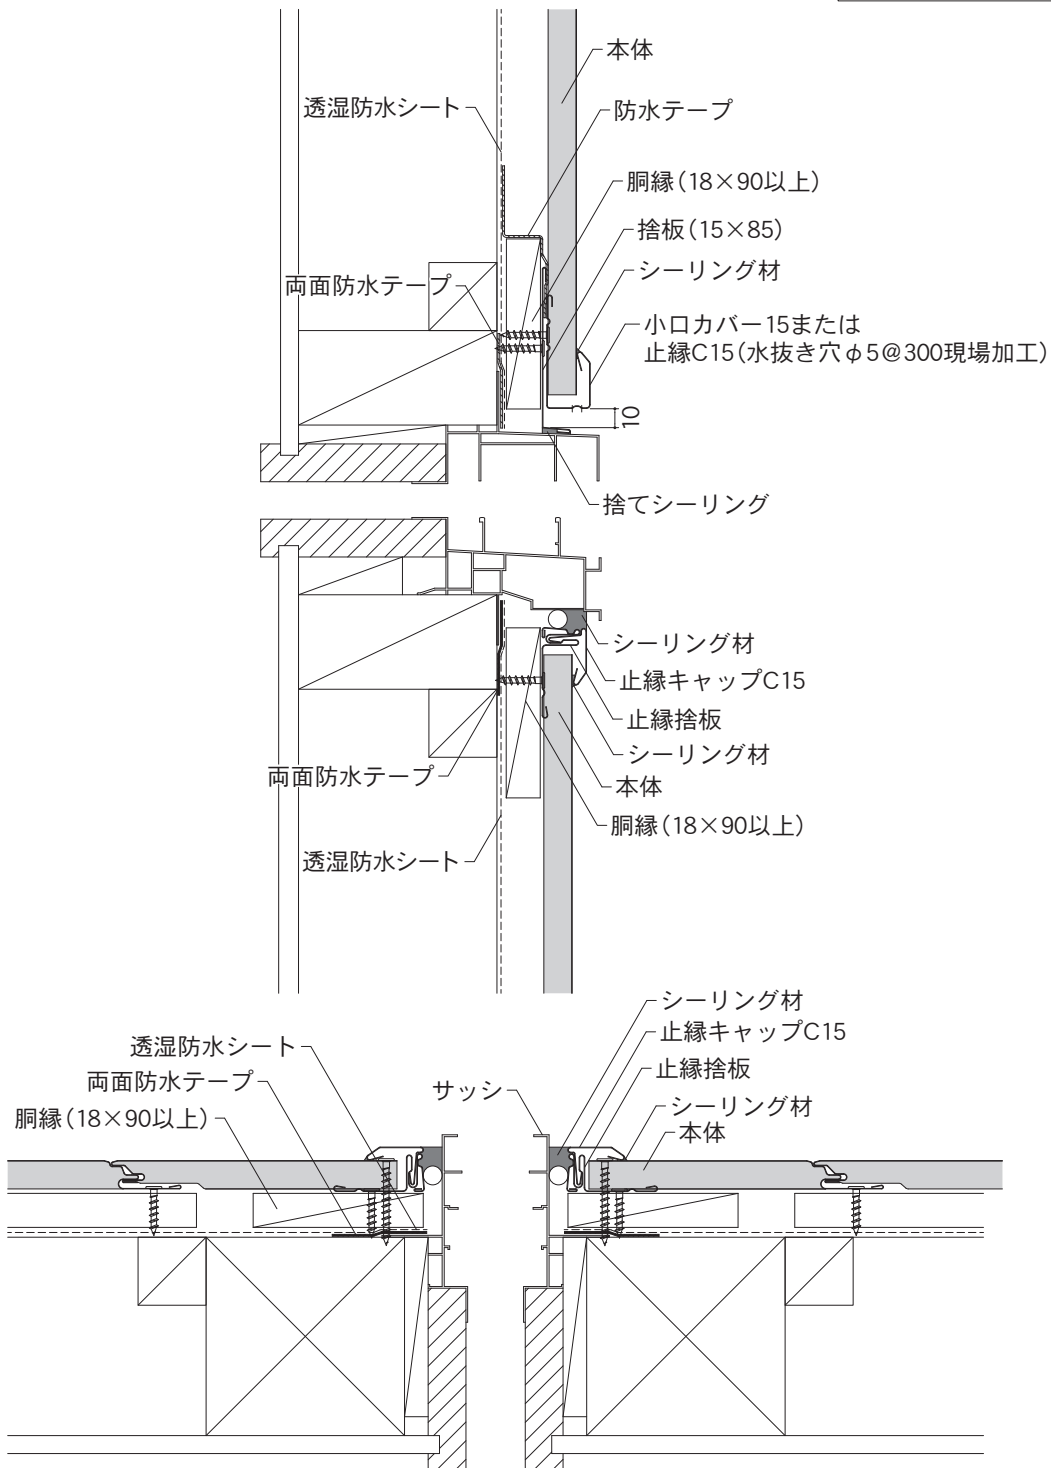 本体
透湿防水シート
防水テープ
胴縁(18×90以上)
捨板(15×85)
シーリング材
両面防水テープ
小口カバー15または
止縁C15(水抜き穴φ5@300現場加工)
10
捨てシーリング
シーリング材
止縁キャップC15
止縁捨板
シーリング材
両面防水テープ
本体
胴縁(18×90以上)
透湿防水シート
シーリング材
止縁キャップC15
透湿防水シート
止縁捨板
両面防水テープ
サッシ
シーリング材
胴縁(18×90以上)
本体